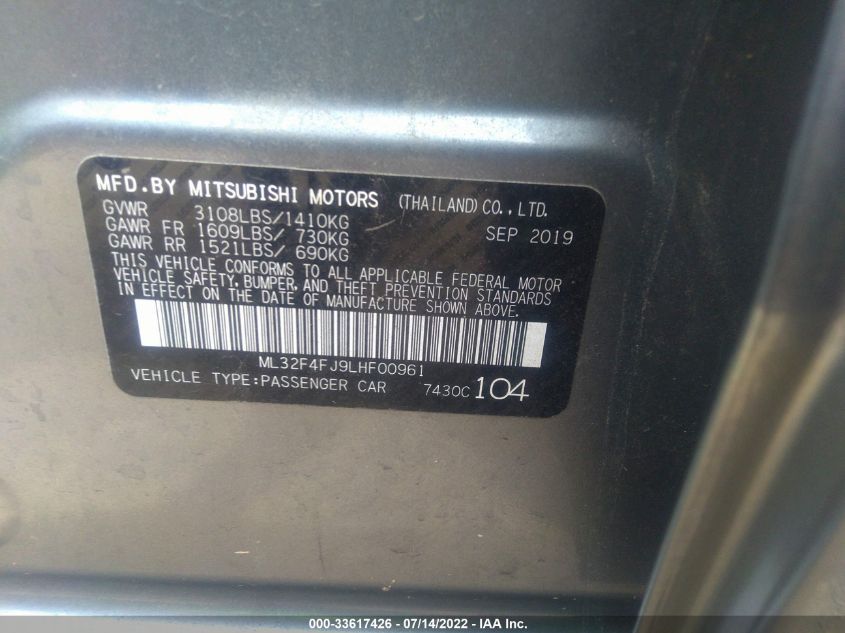 MFD.BY MITSUBISHI MOTORS (THAILAND) CO., LTD.
GVWR 3108LBS/1410KG SEP 2019
GAWR FR 1609LBS/ 730KG
GAWR RR 1521LBS/ 690KG
THIS VEHICLE CONFORMS TO ALL APPLICABLE FEDERAL MOTOR
VEHICLE SAFETY, BUMPER, AND THEFT PREVENTION STANDARDS
IN EFFECT ON THE DATE OF MANUFACTURE SHOWN ABOVE.
ML32F4FJ9LHF00961
VEHICLE TYPE:PASSENGER CAR 7430C 104
000-33617426 - 07/14/2022 - IAA Inc.